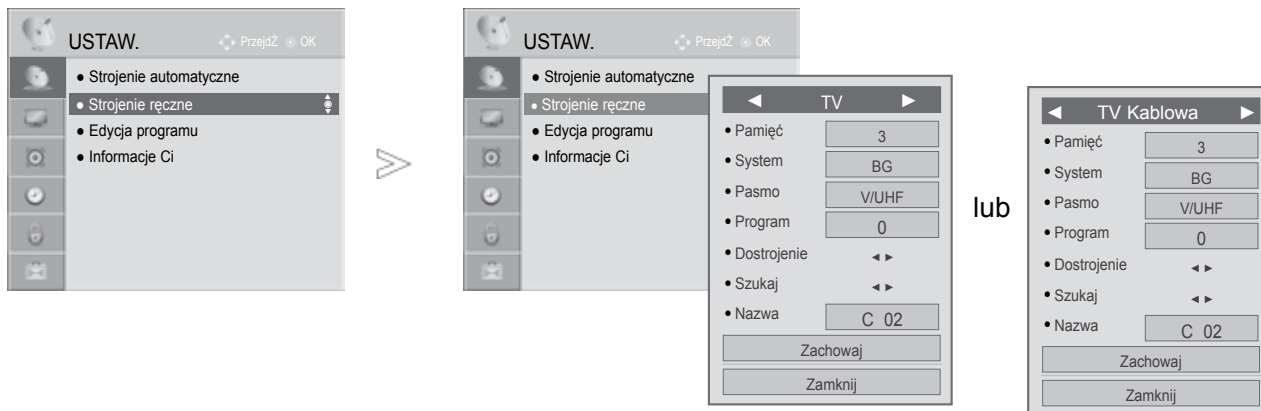 USTAW.
PrzejdŹ OK
● Strojenie automatyczne
● Strojenie ręczne
● Edycja programu
● Informacje Ci
USTAW.
PrzejdŹ OK
● Strojenie automatyczne
● Strojenie ręczne
● Edycja programu
● Informacje Ci
◄ TV ►
• Pamięć 3
• System BG
• Pasmo V/UHF
• Program 0
• Dostrojenie ◄ ►
• Szukaj ◄ ►
• Nazwa C 02
Zachowaj
Zamknij
lub
◄ TV Kablowa ►
• Pamięć 3
• System BG
• Pasmo V/UHF
• Program 0
• Dostrojenie ◄ ►
• Szukaj ◄ ►
• Nazwa C 02
Zachowaj
Zamknij